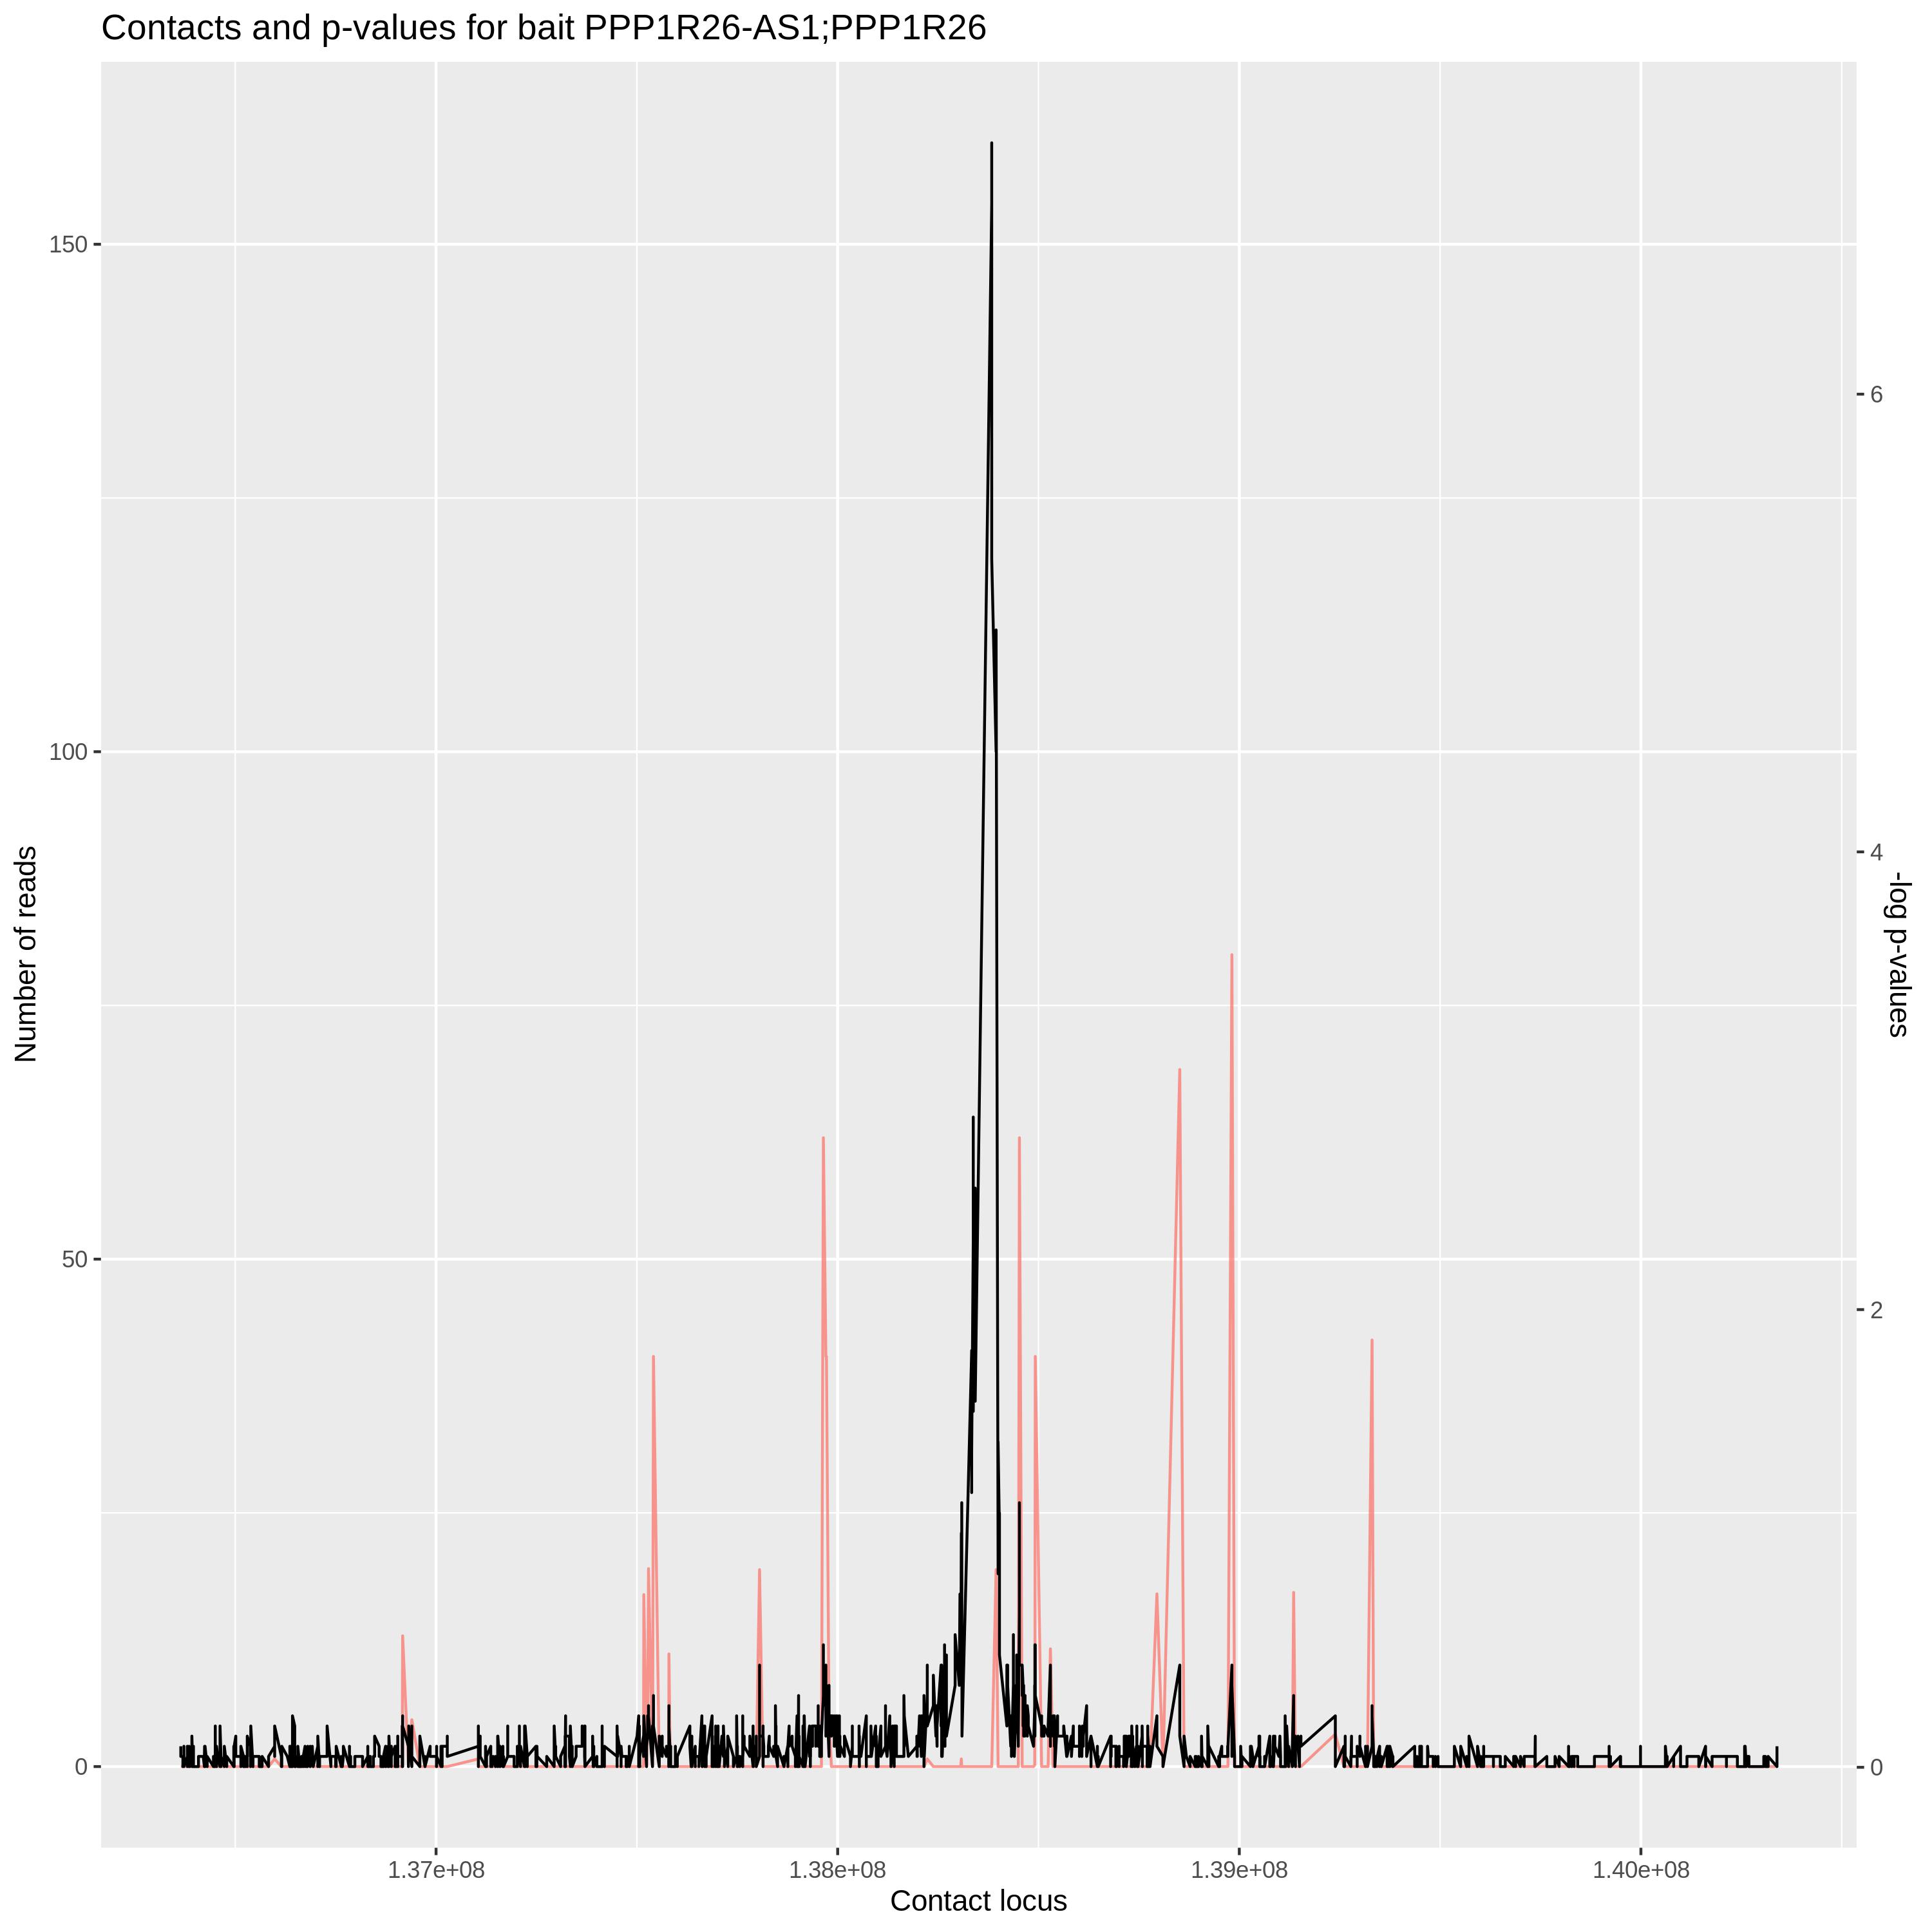 Contacts and p-values for bait PPP1R26-AS1;PPP1R26
150
100
50
0
Number of reads
6
4
2
0
-log p-values
1.37e+08
1.38e+08
1.39e+08
1.40e+08
Contact locus